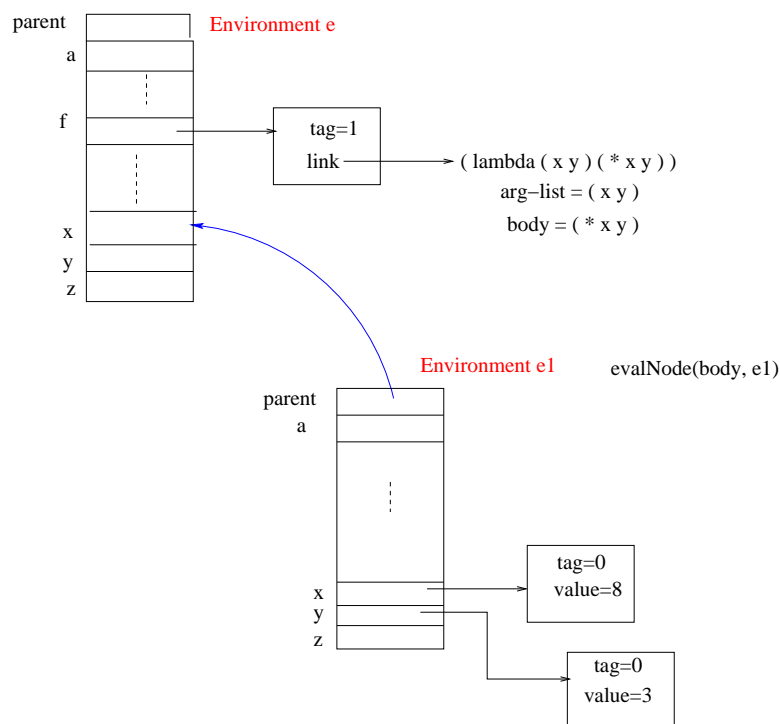 parent
Environment e
a
f
tag=1
link
( lambda ( x y ) ( * x y ) )
arg–list = ( x y )
body = ( * x y )
x
y
z
Environment e1
evalNode(body, e1)
parent
a
tag=0
value=8
x
y
z
tag=0
value=3